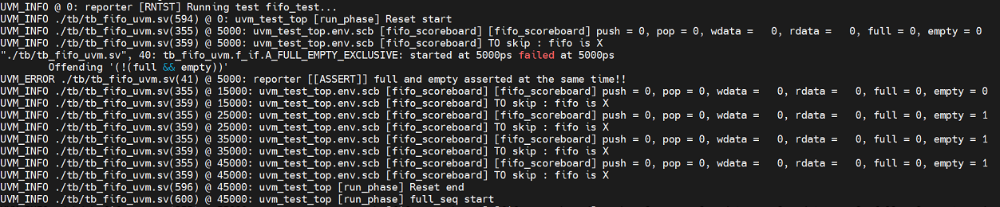 UVM_INFO @ 0: reporter [RNTST] Running test fifo_test...
UVM_INFO ./tb/tb_fifo_uvm.sv(594) @ 0: uvm_test_top [run_phase] Reset start
UVM_INFO ./tb/tb_fifo_uvm.sv(355) @ 5000: uvm_test_top.env.scb [fifo_scoreboard] [fifo_scoreboard] push = 0, pop = 0, wdata =   0, rdata =   0, full = 0, empty = 0
UVM_INFO ./tb/tb_fifo_uvm.sv(359) @ 5000: uvm_test_top.env.scb [fifo_scoreboard] T0 skip : fifo is X
"./tb/tb_fifo_uvm.sv", 40: tb_fifo_uvm.f_if.A_FULL_EMPTY_EXCLUSIVE: started at 5000ps failed at 5000ps
Offending '(!(full && empty))'
UVM_ERROR ./tb/tb_fifo_uvm.sv(41) @ 5000: reporter [[ASSERT]] full and empty asserted at the same time!!
UVM_INFO ./tb/tb_fifo_uvm.sv(355) @ 15000: uvm_test_top.env.scb [fifo_scoreboard] [fifo_scoreboard] push = 0, pop = 0, wdata =   0, rdata =   0, full = 0, empty = 0
UVM_INFO ./tb/tb_fifo_uvm.sv(359) @ 15000: uvm_test_top.env.scb [fifo_scoreboard] T0 skip : fifo is X
UVM_INFO ./tb/tb_fifo_uvm.sv(355) @ 25000: uvm_test_top.env.scb [fifo_scoreboard] [fifo_scoreboard] push = 0, pop = 0, wdata =   0, rdata =   0, full = 0, empty = 1
UVM_INFO ./tb/tb_fifo_uvm.sv(359) @ 25000: uvm_test_top.env.scb [fifo_scoreboard] T0 skip : fifo is X
UVM_INFO ./tb/tb_fifo_uvm.sv(355) @ 35000: uvm_test_top.env.scb [fifo_scoreboard] [fifo_scoreboard] push = 0, pop = 0, wdata =   0, rdata =   0, full = 0, empty = 1
UVM_INFO ./tb/tb_fifo_uvm.sv(359) @ 35000: uvm_test_top.env.scb [fifo_scoreboard] T0 skip : fifo is X
UVM_INFO ./tb/tb_fifo_uvm.sv(355) @ 45000: uvm_test_top.env.scb [fifo_scoreboard] [fifo_scoreboard] push = 0, pop = 0, wdata =   0, rdata =   0, full = 0, empty = 1
UVM_INFO ./tb/tb_fifo_uvm.sv(359) @ 45000: uvm_test_top.env.scb [fifo_scoreboard] T0 skip : fifo is X
UVM_INFO ./tb/tb_fifo_uvm.sv(596) @ 45000: uvm_test_top [run_phase] Reset end
UVM_INFO ./tb/tb_fifo_uvm.sv(600) @ 45000: uvm_test_top [run_phase] full_seq start